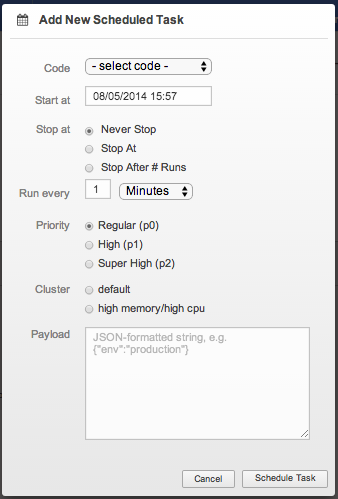 Add New Scheduled Task
Code - select code -
Start at 08/05/2014 15:57
Stop at Never Stop
Stop At
Stop After # Runs
Run every 1 Minutes
Priority Regular (p0)
High (p1)
Super High (p2)
Cluster default
high memory/high cpu
Payload JSON-formatted string, e.g.
{"env":"production"}
Cancel Schedule Task